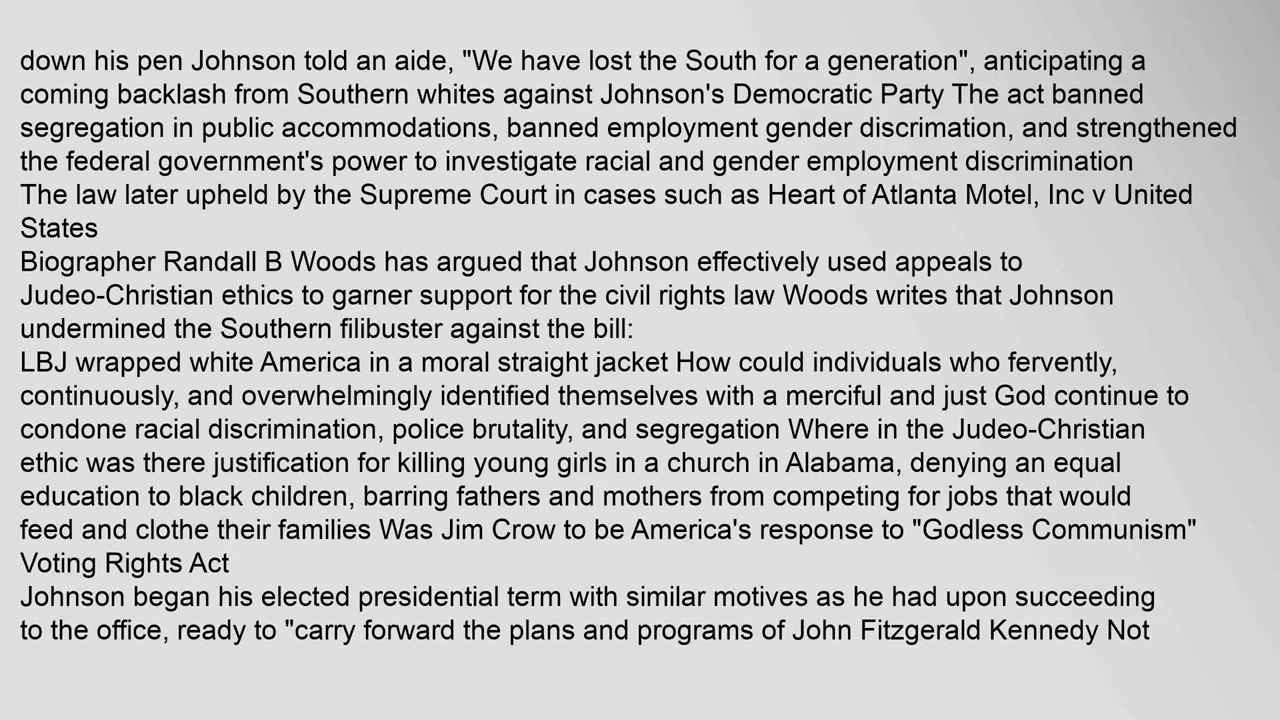 down his pen Johnson told an aide, "We have lost the South for a generation", anticipating a
coming backlash from Southern whites against Johnson's Democratic Party The act banned
segregation in public accommodations, banned employment gender discrimation, and strengthened
the federal government's power to investigate racial and gender employment discrimination
The law later upheld by the Supreme Court in cases such as Heart of Atlanta Motel, Inc v United
States
Biographer Randall B Woods has argued that Johnson effectively used appeals to
Judeo-Christian ethics to garner support for the civil rights law Woods writes that Johnson
undermined the Southern filibuster against the bill:
LBJ wrapped white America in a moral straight jacket How could individuals who fervently,
continuously, and overwhelmingly identified themselves with a merciful and just God continue to
condone racial discrimination, police brutality, and segregation Where in the Judeo-Christian
ethic was there justification for killing young girls in a church in Alabama, denying an equal
education to black children, barring fathers and mothers from competing for jobs that would
feed and clothe their families Was Jim Crow to be America's response to "Godless Communism"
Voting Rights Act
Johnson began his elected presidential term with similar motives as he had upon succeeding
to the office, ready to "carry forward the plans and programs of John Fitzgerald Kennedy Not